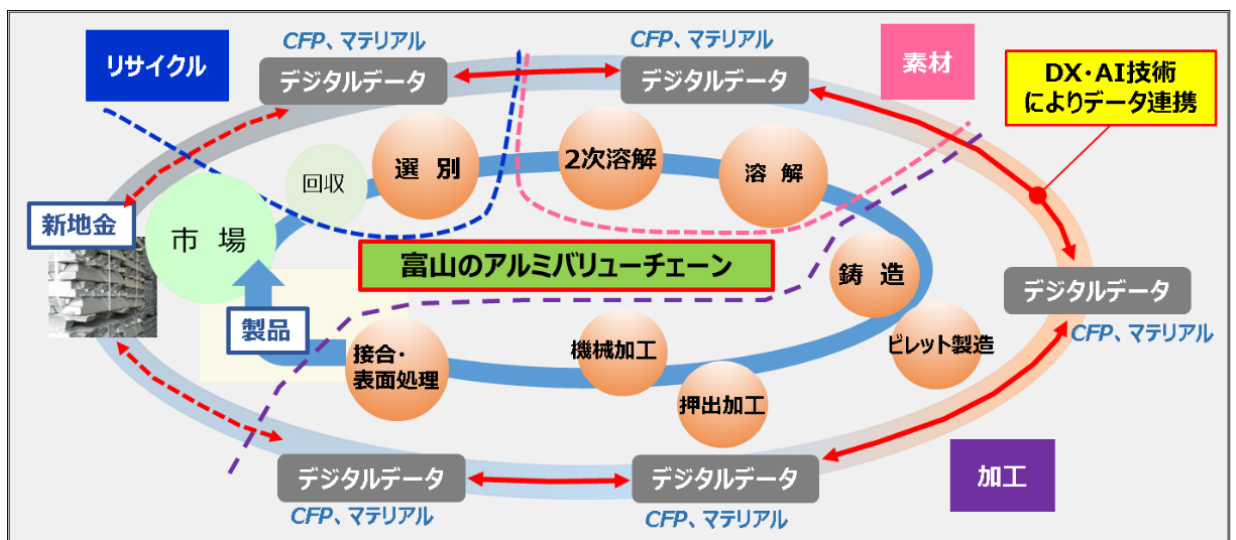 CFP、マテリアル
CFP、マテリアル
リサイクル
デジタルデータ
デジタルデータ
素材
DX・AI技術
によりデータ連携
回収
選 別
2次溶解
溶 解
新地金
市 場
富山のアルミバリューチェーン
鋳 造
デジタルデータ
CFP、マテリアル
製品
接合・
表面処理
機械加工
ビレット製造
押出加工
デジタルデータ
CFP、マテリアル
デジタルデータ
CFP、マテリアル
加工